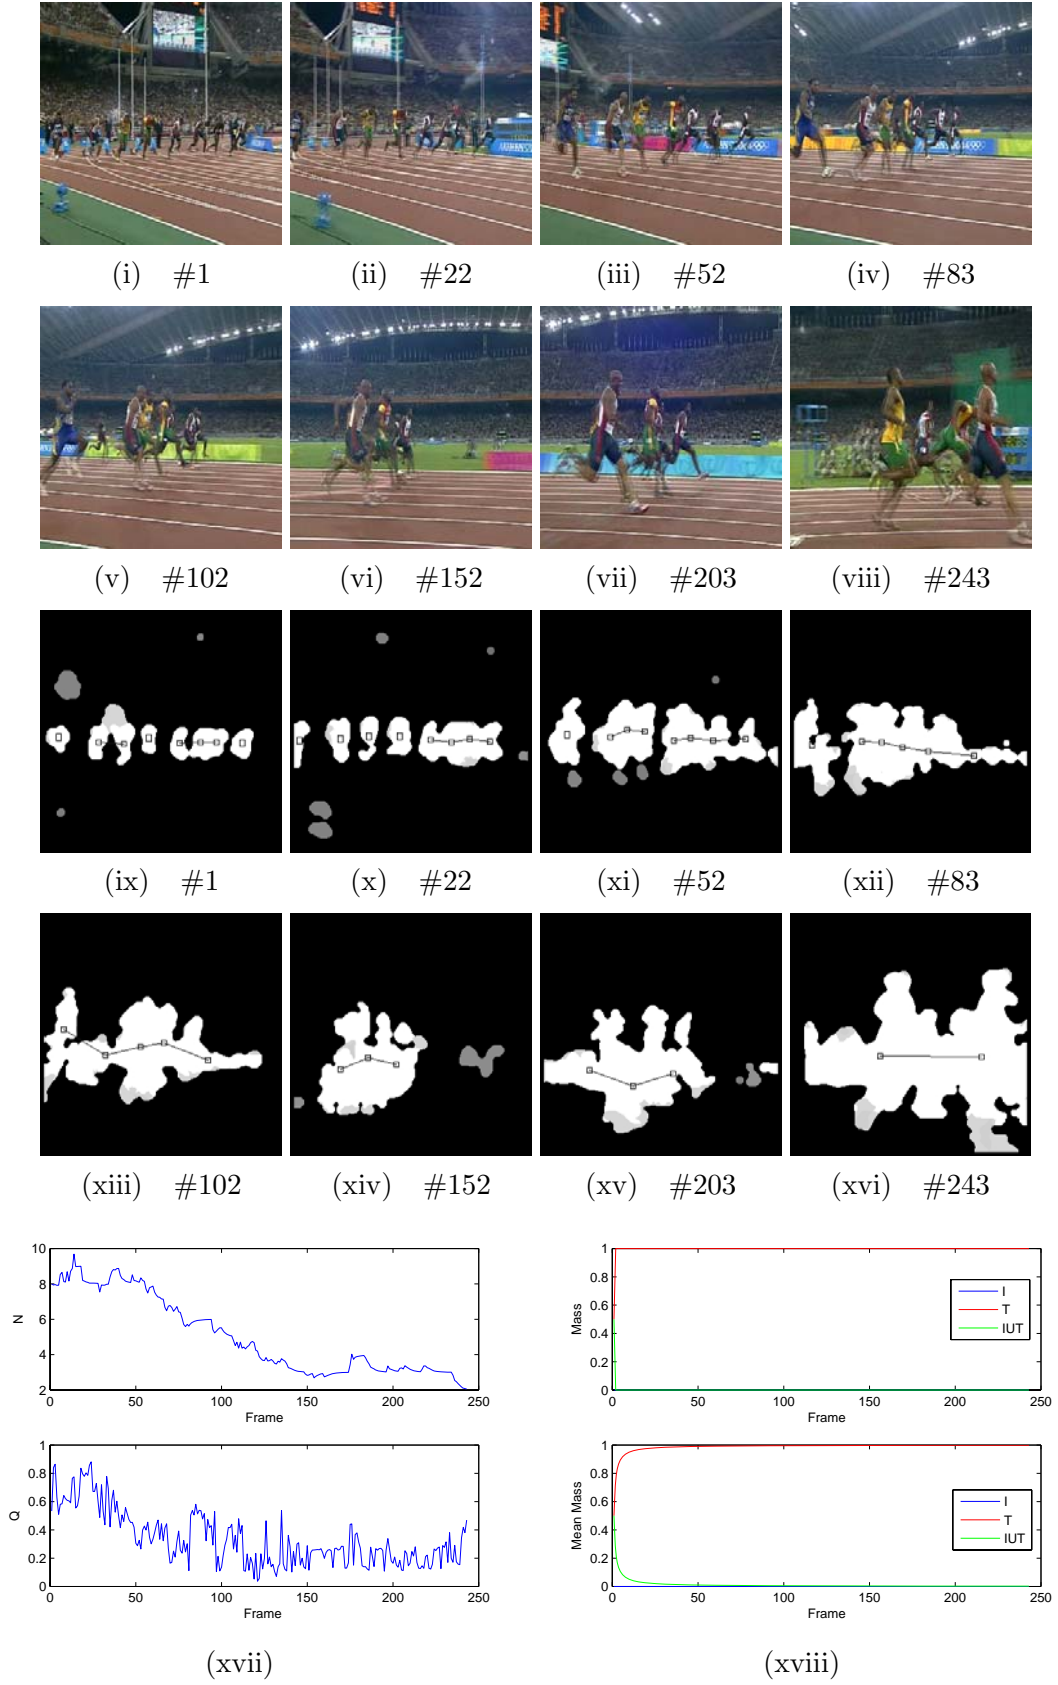 (i) #1
(ii) #22
(iii) #52
(iv) #83
(v) #102
(vi) #152
(vii) #203
(viii) #243
(ix) #1
(x) #22
(xi) #52
(xii) #83
(xiii) #102
(xiv) #152
(xv) #203
(xvi) #243
10
8
6
4
2
N
0 50 100 150 200 250
Frame
1
0.8
0.6
0.4
0.2
0
Mass
I
T
IUT
0 50 100 150 200 250
Frame
1
0.8
0.6
0.4
0.2
0
Q
0 50 100 150 200 250
Frame
1
0.8
0.6
0.4
0.2
0
Mean Mass
I
T
IUT
0 50 100 150 200 250
Frame
(xvii)
(xviii)